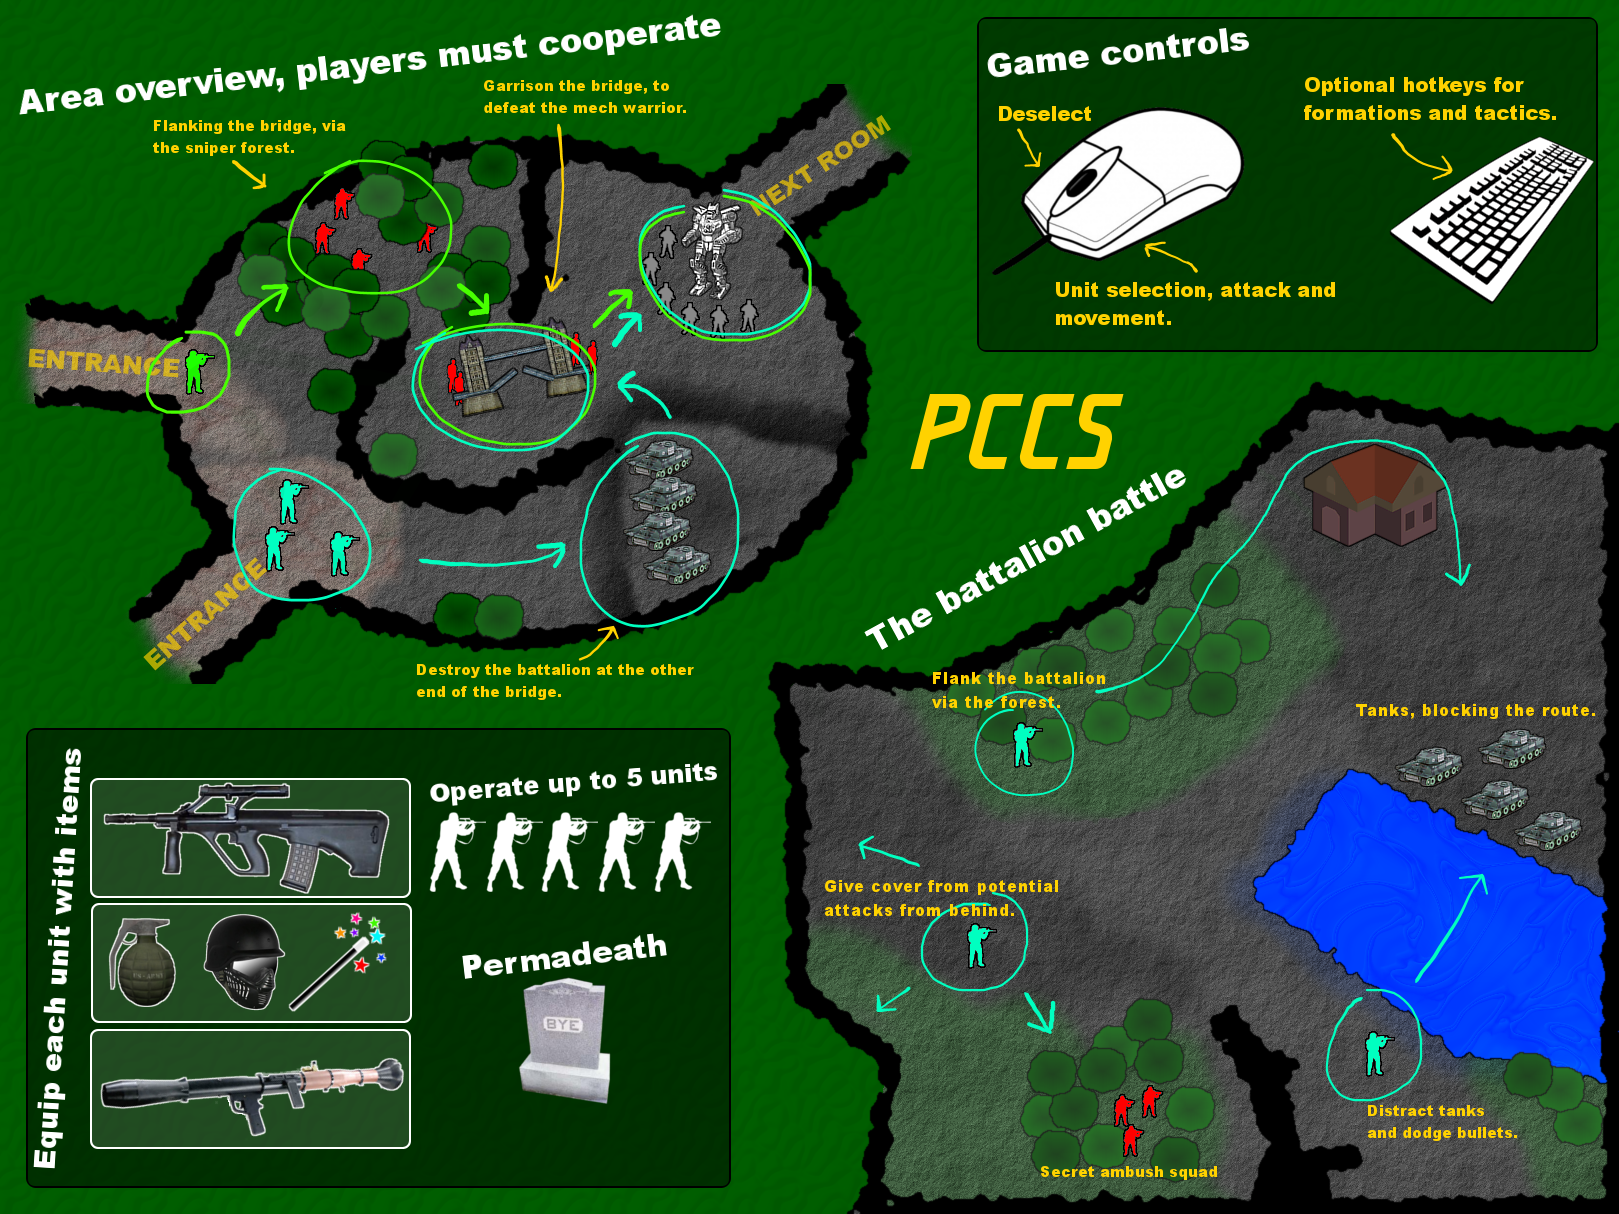 Area overview, players must cooperate
Flanking the bridge, via
the sniper forest.
Garrison the bridge, to
defeat the mech warrior.
NEXT ROOM
ENTRANCE
ENTRANCE
Destroy the battalion at the other
end of the bridge.
Game controls
Deselect
Optional hotkeys for
formations and tactics.
Unit selection, attack and
movement.
PCCS
The battalion battle
Flank the battalion
via the forest.
Tanks, blocking the route.
Give cover from potential
attacks from behind.
Distract tanks
and dodge bullets.
Secret ambush squad
Equip each unit with items
Operate up to 5 units
Permadeath
BYE